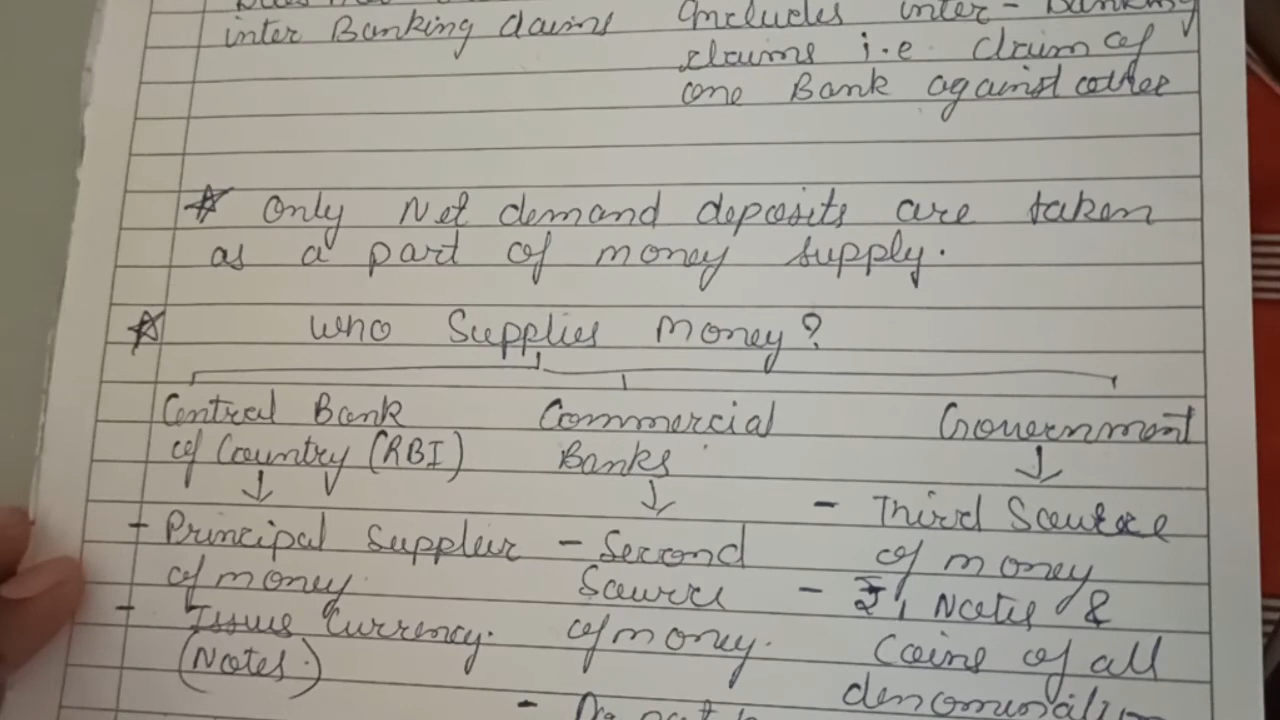 inter Banking claims
Includes inter - Banking
claims i.e. claim of
one Bank against other
☆ Only Net demand deposits are taken
as a part of money supply.
☆ Who Supplies money?
Central Bank
of Country (RBI)
↓
- Principal Supplier
of money.
- Issue Currency.
(Notes.)
Commercial
Banks
↓
- Second
Source
of money.
-
Government
↓
- Third Source
of money
- ₹1 Notes &
Coins of all